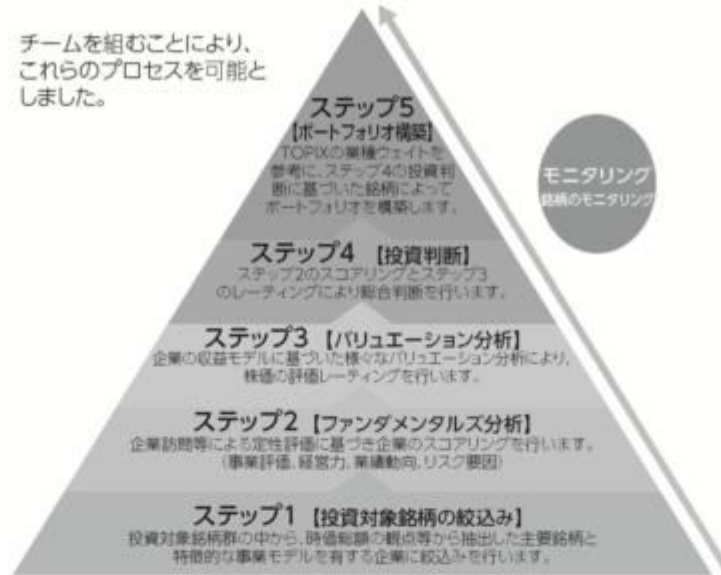 チームを組むことにより、
これらのプロセスを可能と
しました。
ステップ5
【ポートフォリオ構築】
TOPIXの業種ウェイトを
参考に、ステップ4の投資判
断に基づいた銘柄によって
ポートフォリオを構築します。
モニタリング
銘柄のモニタリング
ステップ4 【投資判断】
ステップ2のスコアリングとステップ3
のレーティングにより総合判断を行います。
ステップ3 【バリュエーション分析】
企業の収益モデルに基づいた様々なバリュエーション分析により、
株価の評価レーティングを行います。
ステップ2 【ファンダメンタルズ分析】
企業訪問等による定性評価に基づき企業のスコアリングを行います。
(事業評価、経営力、業績動向、リスク要因)
ステップ1 【投資対象銘柄の絞込み】
投資対象銘柄群の中から、時価総額の観点等から抽出した主要銘柄と
特徴的な事業モデルを有する企業に絞込みを行います。